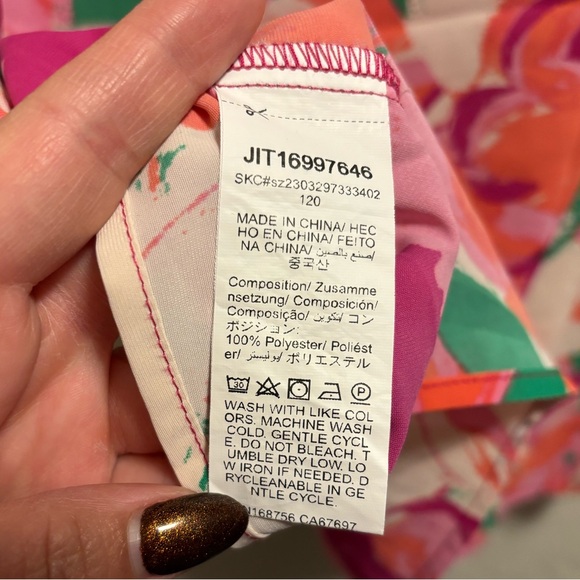 JIT16997646
SKC#sz2303297333402
120
MADE IN CHINA/ HEC
HO EN CHINA/ FEITO
NA CHINA/ صنع بالصين/
중국산
Composition/ Zusamme
nsetzung/ Composición/
Composição/ تكوين/ コン
ポジション:
100% Polyester/ Poliést
er/ بوليستر/ ポリエステル
30 P
WASH WITH LIKE COL
ORS. MACHINE WASH
COLD, GENTLE CYCL
E. DO NOT BLEACH. T
UMBLE DRY LOW. LO
W IRON IF NEEDED. D
RYCLEANABLE IN GE
NTLE CYCLE.
168756 CA67697